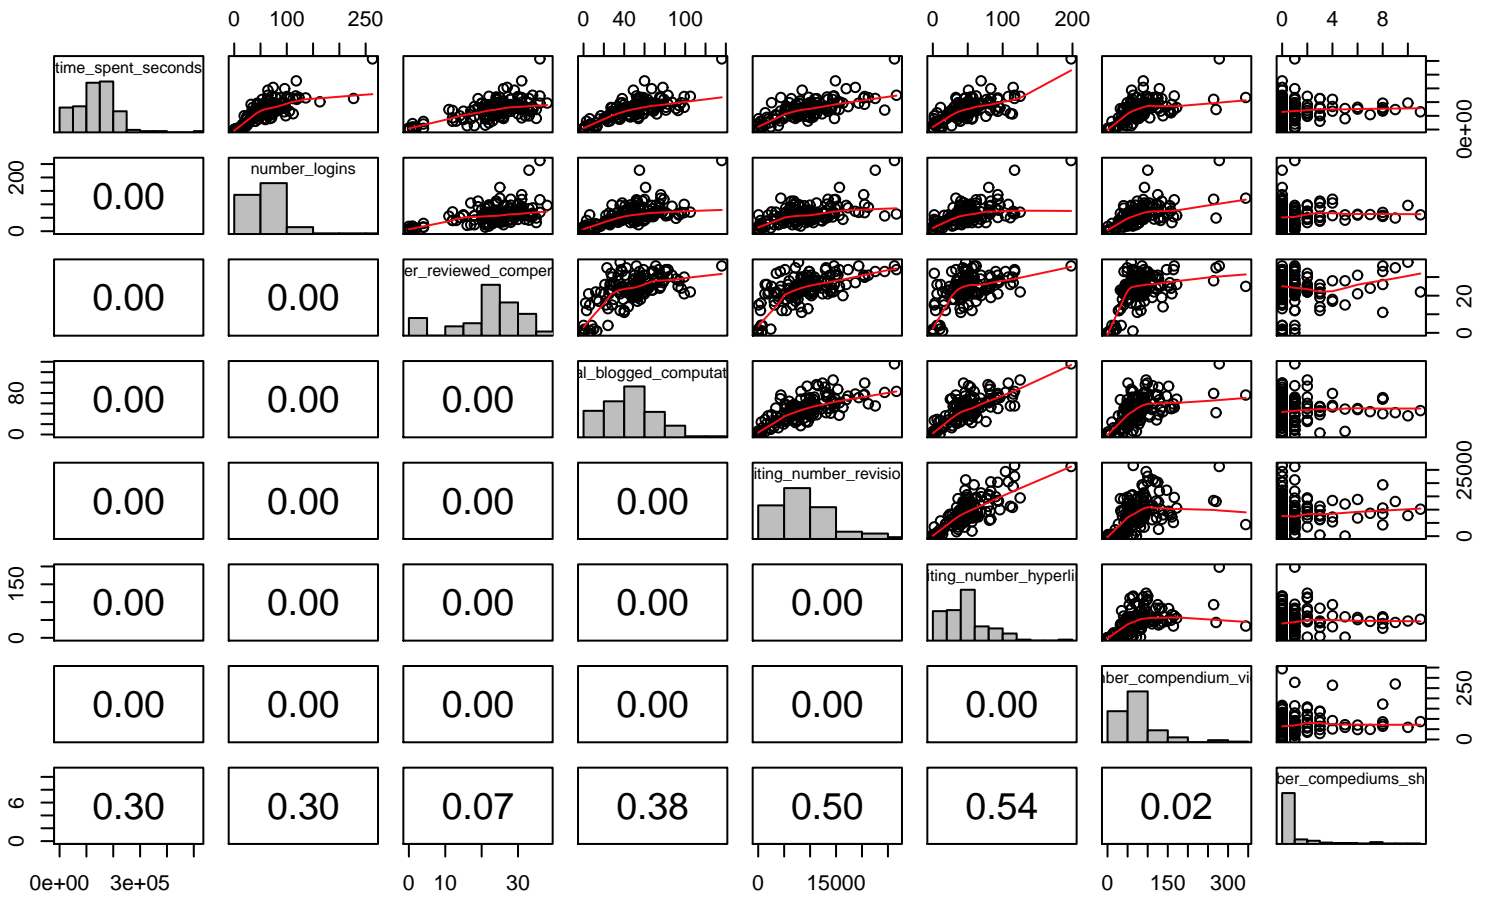 0 100 250 0 40 100 0 100 200 0 4 8
time_spent_seconds 0e+00
0 200 0.00 number_logins
0.00 0.00 er_reviewed_comper 0 20
0 80 0.00 0.00 0.00 al_blogged_computat
0.00 0.00 0.00 0.00 iting_number_revisio 0 25000
0 150 0.00 0.00 0.00 0.00 0.00 iting_number_hyperli
0.00 0.00 0.00 0.00 0.00 0.00 nber_compendium_vi 0 250
0 6 0.30 0.30 0.07 0.38 0.50 0.54 0.02 ber_compediums_sh
0e+00 3e+05 0 10 30 0 15000 0 150 300